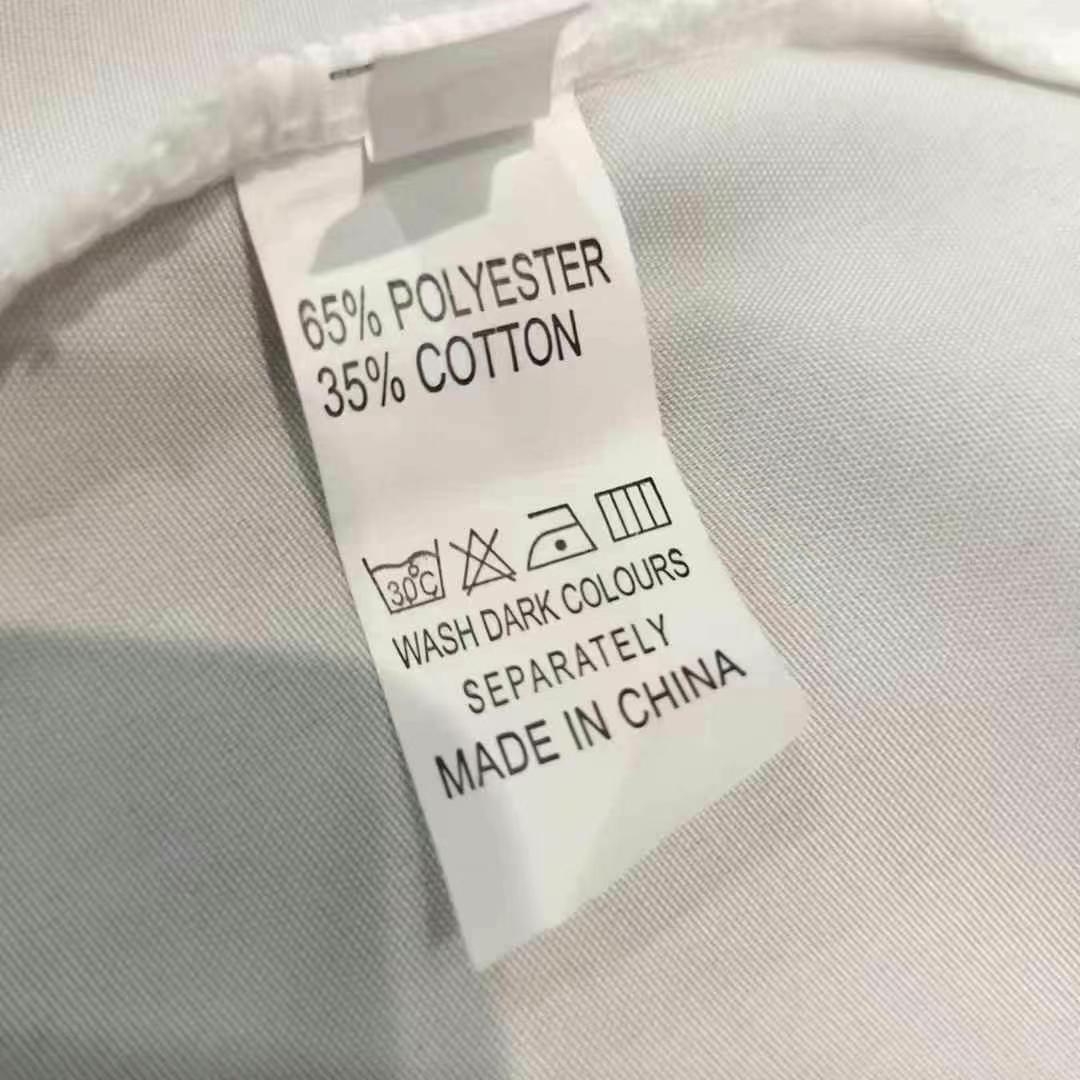 65% POLYESTER
35% COTTON
30°C
WASH DARK COLOURS
SEPARATELY
MADE IN CHINA